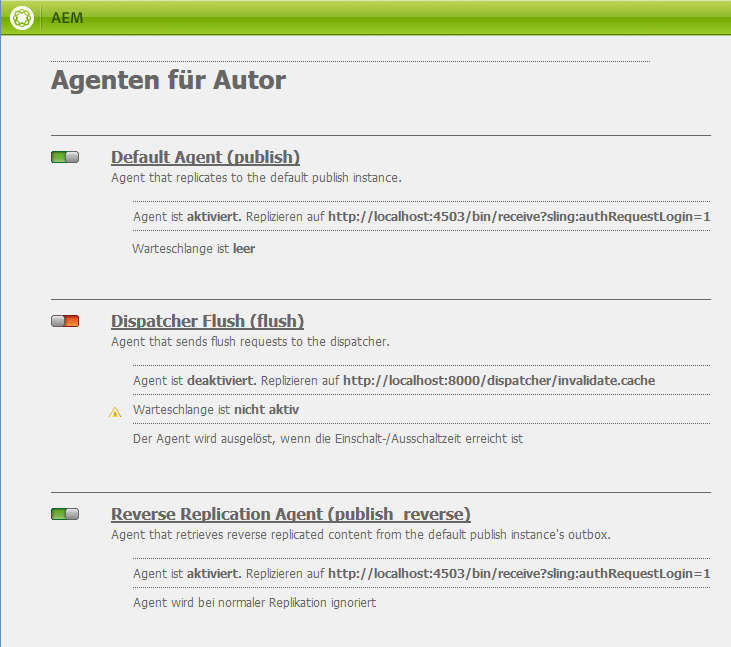 AEM
Agenten für Autor
Default Agent (publish)
Agent that replicates to the default publish instance.
Agent ist aktiviert. Replizieren auf http://localhost:4503/bin/receive?sling:authRequestLogin=1
Warteschlange ist leer
Dispatcher Flush (flush)
Agent that sends flush requests to the dispatcher.
Agent ist deaktiviert. Replizieren auf http://localhost:8000/dispatcher/invalidate.cache
Warteschlange ist nicht aktiv
Der Agent wird ausgelöst, wenn die Einschalt-/Ausschaltzeit erreicht ist
Reverse Replication Agent (publish_reverse)
Agent that retrieves reverse replicated content from the default publish instance's outbox.
Agent ist aktiviert. Replizieren auf http://localhost:4503/bin/receive?sling:authRequestLogin=1
Agent wird bei normaler Replikation ignoriert